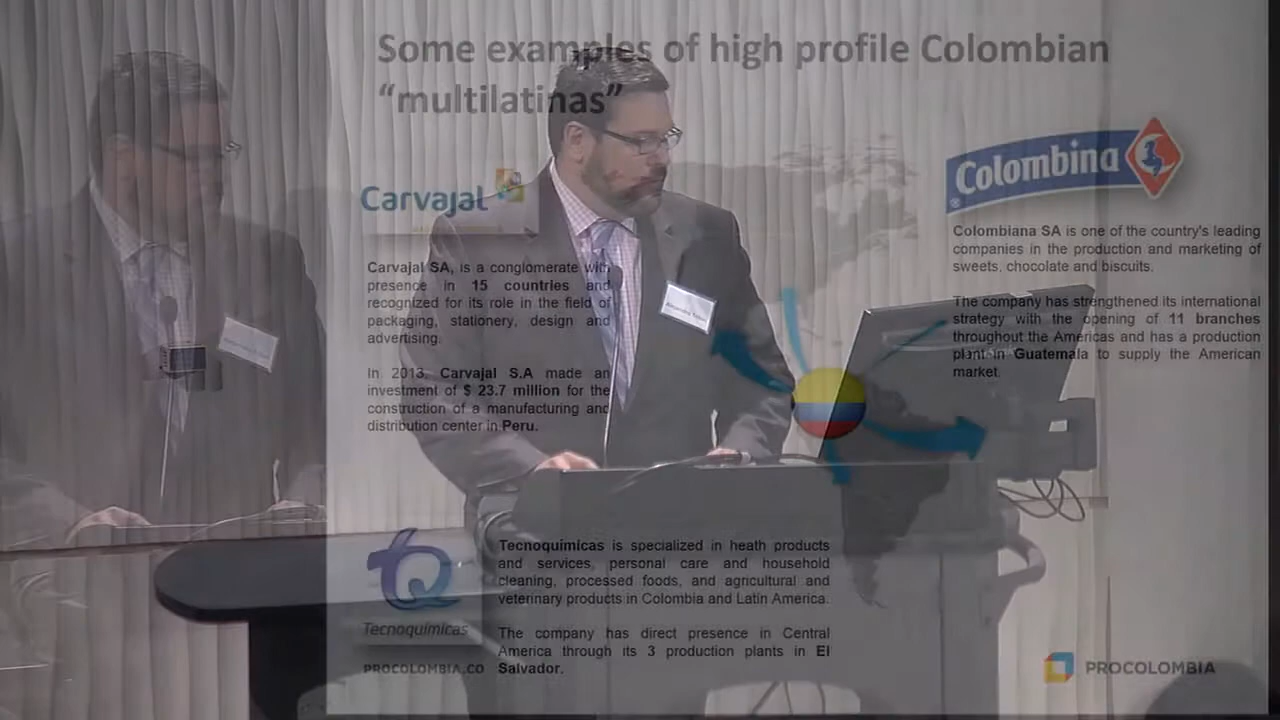 Some examples of high profile Colombian
“multilatinas”
Carvajal
Carvajal SA, is a conglomerate with
presence in 15 countries and
recognized for its role in the field of
packaging, stationery, design and
advertising.
In 2013, Carvajal S.A made an
investment of $ 23.7 million for the
construction of a manufacturing and
distribution center in Peru.
Colombina
®
Colombiana SA is one of the country's leading
companies in the production and marketing of
sweets, chocolate and biscuits.
The company has strengthened its international
strategy with the opening of 11 branches
throughout the Americas and has a production
plant in Guatemala to supply the American
market.
TQ
Tecnoquímicas
Tecnoquímicas is specialized in heath products
and services, personal care and household
cleaning, processed foods, and agricultural and
veterinary products in Colombia and Latin America.
The company has direct presence in Central
America through its 3 production plants in El
Salvador.
PROCOLOMBIA.CO
PROCOLOMBIA